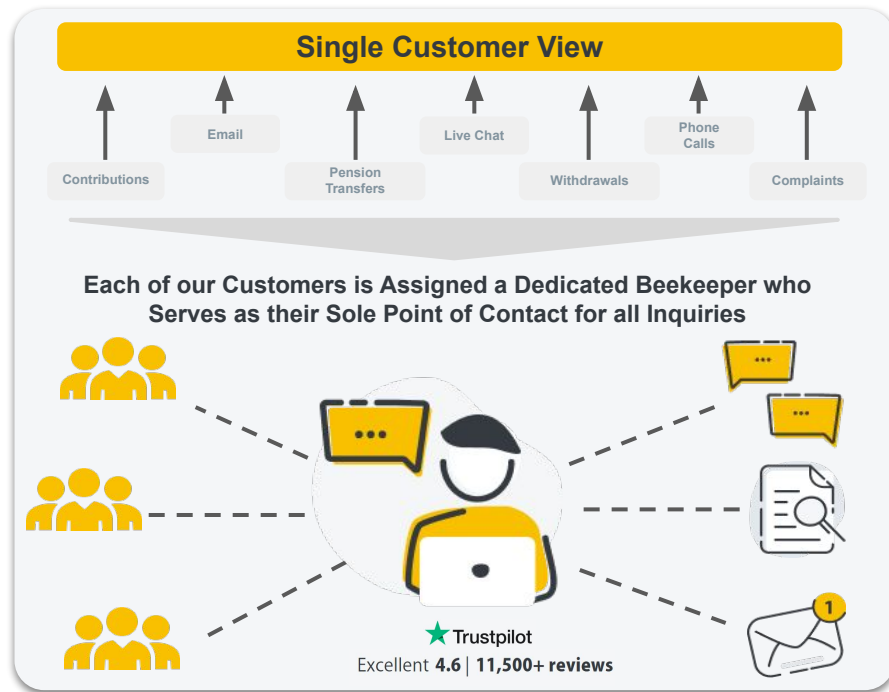 Single Customer View
Email
Live Chat
Phone
Calls
Contributions
Pension
Transfers
Withdrawals
Complaints
Each of our Customers is Assigned a Dedicated Beekeeper who
Serves as their Sole Point of Contact for all Inquiries
1
Trustpilot
Excellent 4.6 | 11,500+ reviews